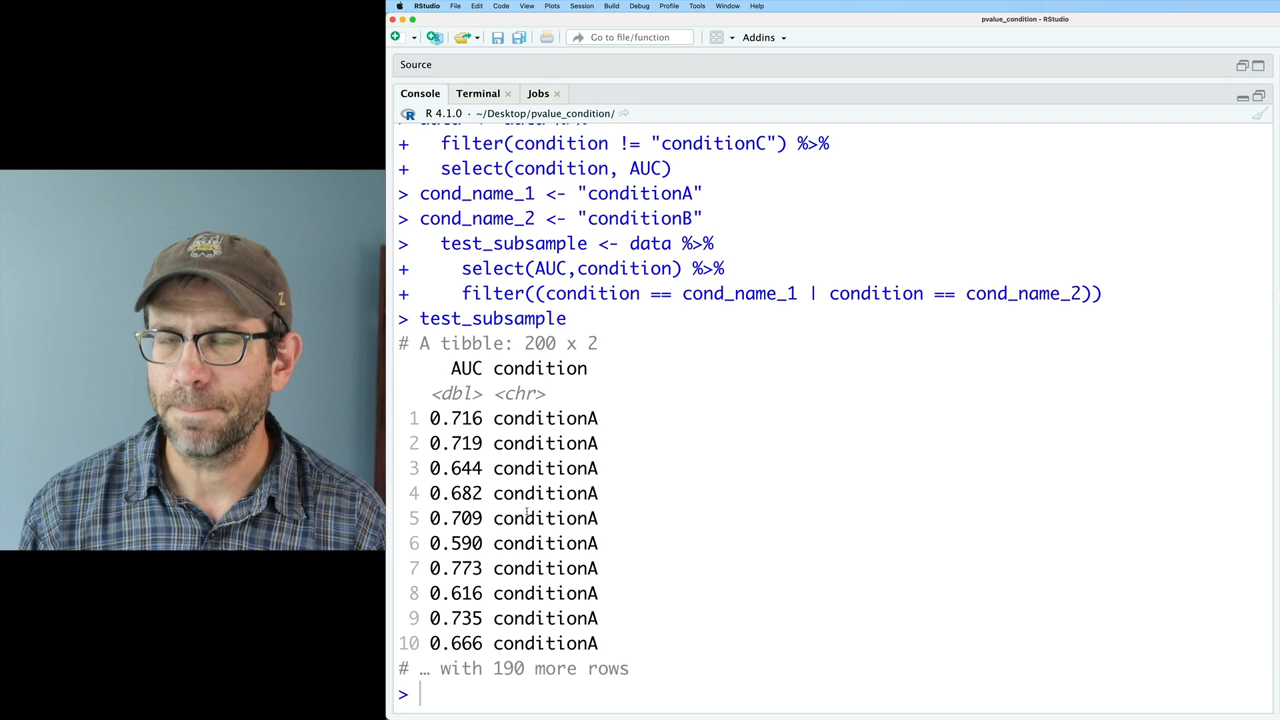 RStudio File Edit Code View Plots Session Build Debug Profile Tools Window Help
pvalue_condition - RStudio
Go to file/function Addins
Source
Console Terminal Jobs
R 4.1.0 · ~/Desktop/pvalue_condition/
+ filter(condition != "conditionC") %>%
+ select(condition, AUC)
> cond_name_1 <- "conditionA"
> cond_name_2 <- "conditionB"
> test_subsample <- data %>%
+ select(AUC,condition) %>%
+ filter((condition == cond_name_1 | condition == cond_name_2))
> test_subsample
# A tibble: 200 x 2
AUC condition
<dbl> <chr>
1 0.716 conditionA
2 0.719 conditionA
3 0.644 conditionA
4 0.682 conditionA
5 0.709 conditionA
6 0.590 conditionA
7 0.773 conditionA
8 0.616 conditionA
9 0.735 conditionA
10 0.666 conditionA
# … with 190 more rows
>